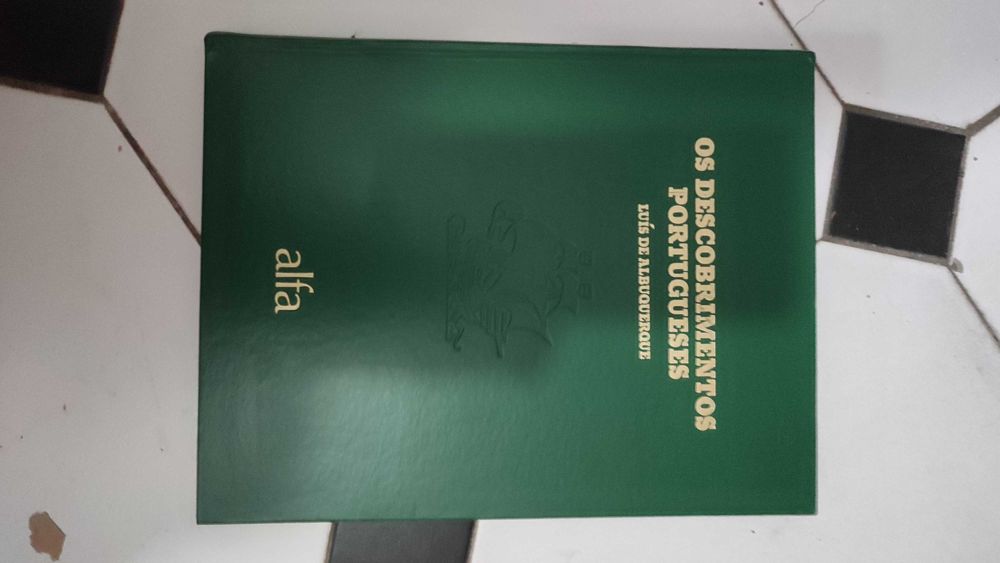 OS DESCOBRIMENTOS
PORTUGUESES
LUÍS DE ALBUQUERQUE
alfa